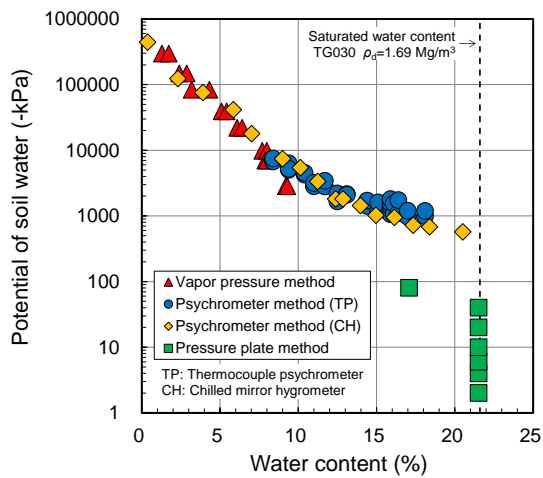 Potential of soil water (-kPa)
1000000
100000
10000
1000
100
10
1
Saturated water content
TG030 ρd=1.69 Mg/m³
Vapor pressure method
Psychrometer method (TP)
Psychrometer method (CH)
Pressure plate method
TP: Thermocouple psychrometer
CH: Chilled mirror hygrometer
0 5 10 15 20 25
Water content (%)